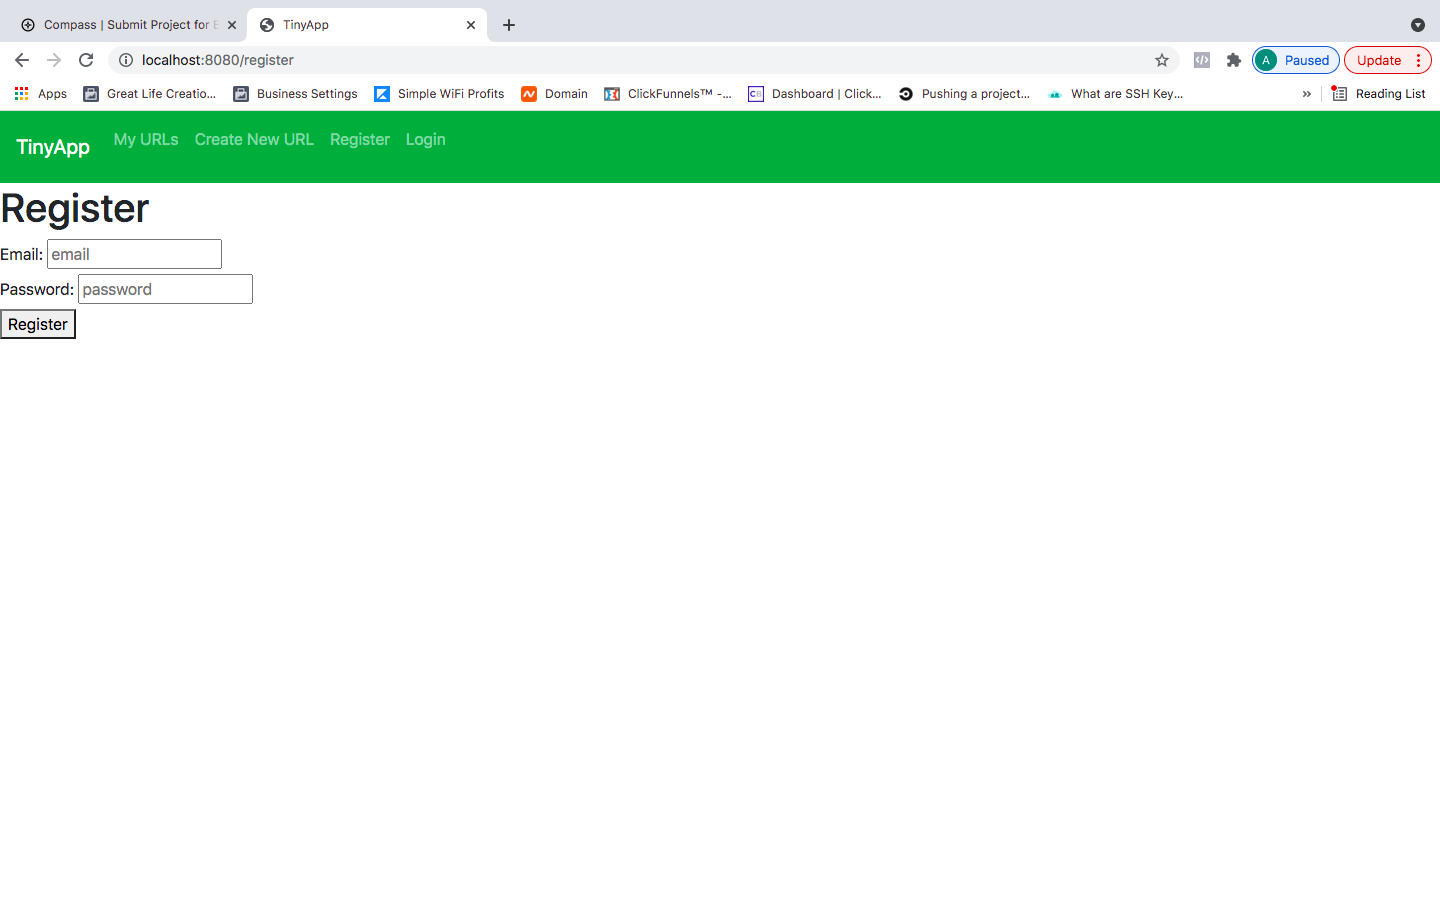 Compass | Submit Project for E
TinyApp
localhost:8080/register
A Paused
Update
Apps
Great Life Creatio...
Business Settings
Simple WiFi Profits
Domain
ClickFunnels™ -...
CB
Dashboard | Click...
Pushing a project...
What are SSH Key...
»
Reading List
TinyApp
My URLs
Create New URL
Register
Login
Register
Email: email
Password: password
Register